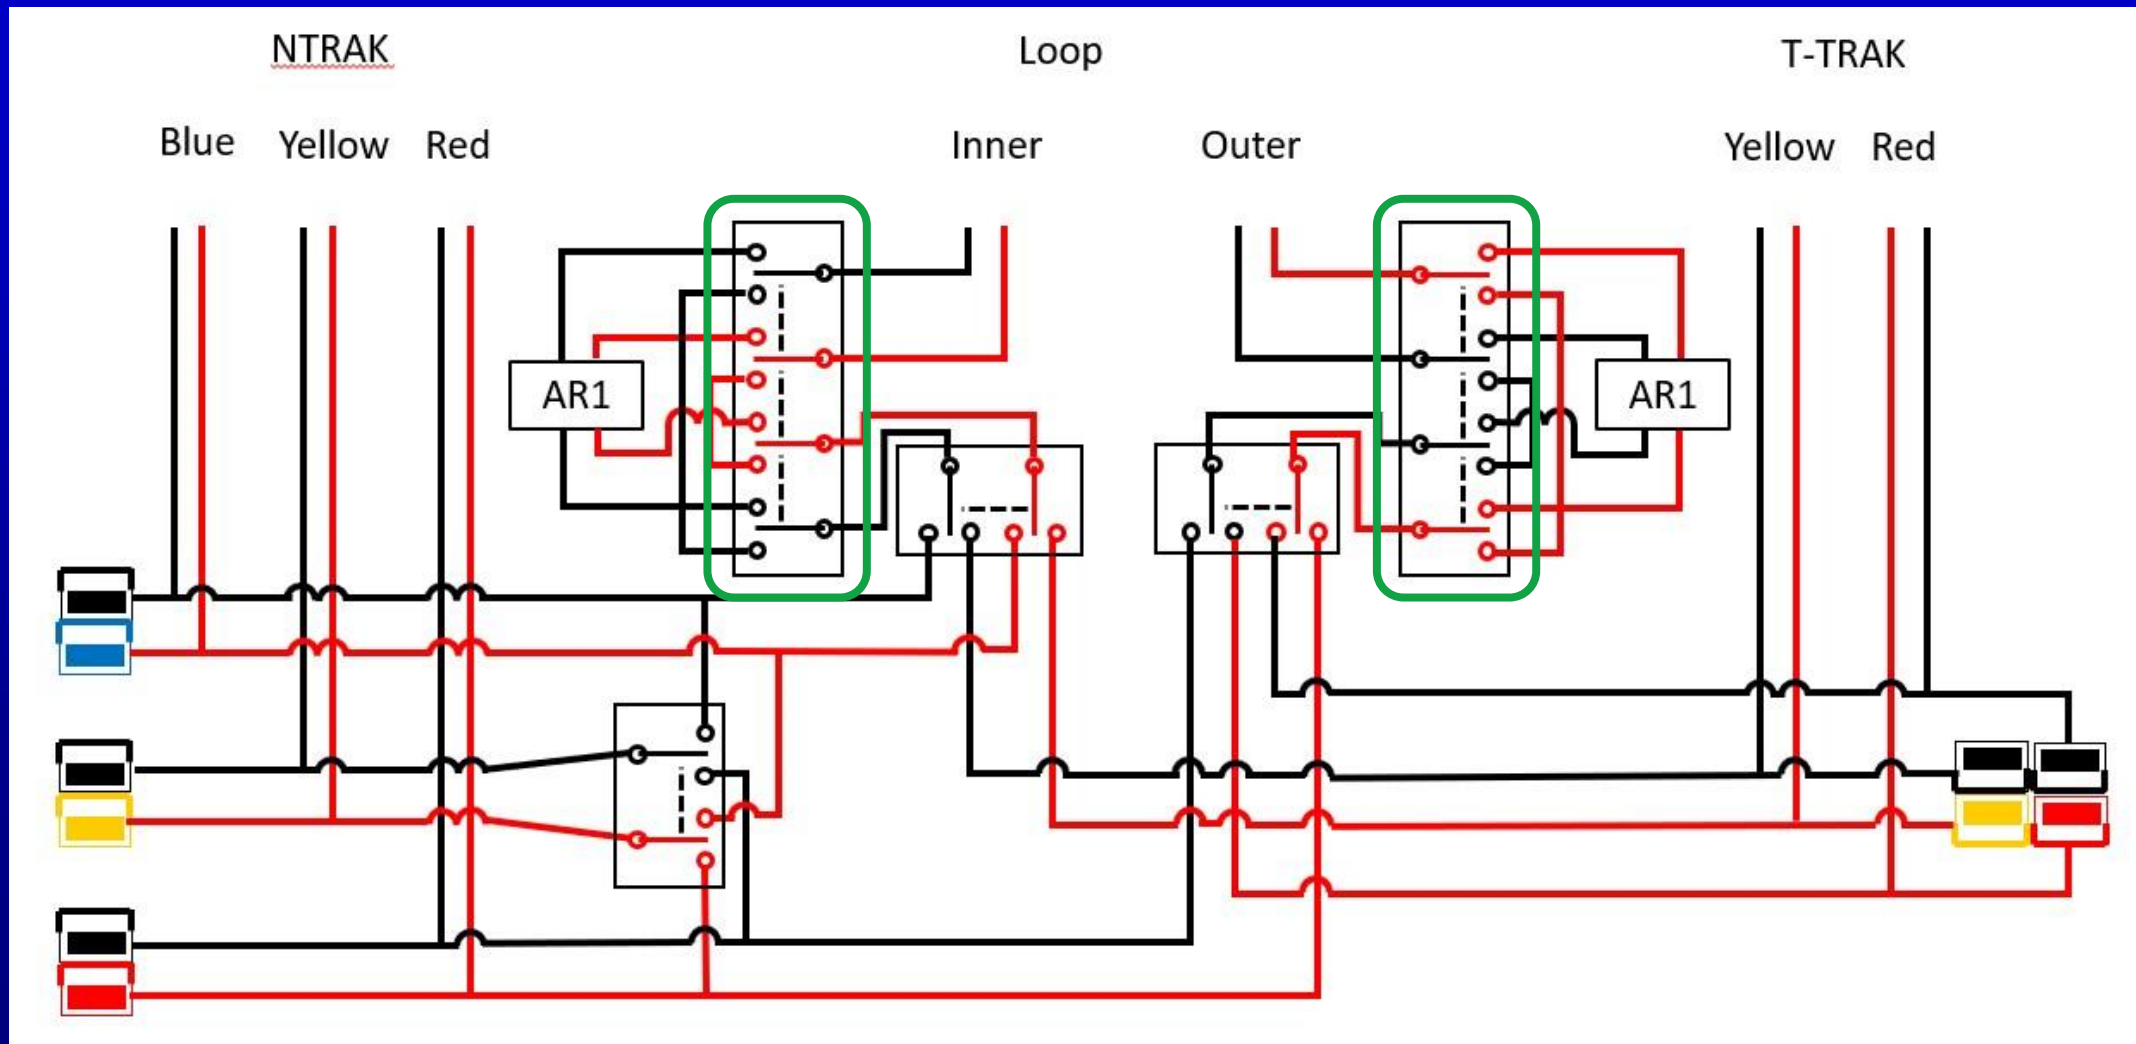 NTRAK
Loop
T-TRAK
Blue
Yellow
Red
Inner
Outer
Yellow
Red
AR1
AR1